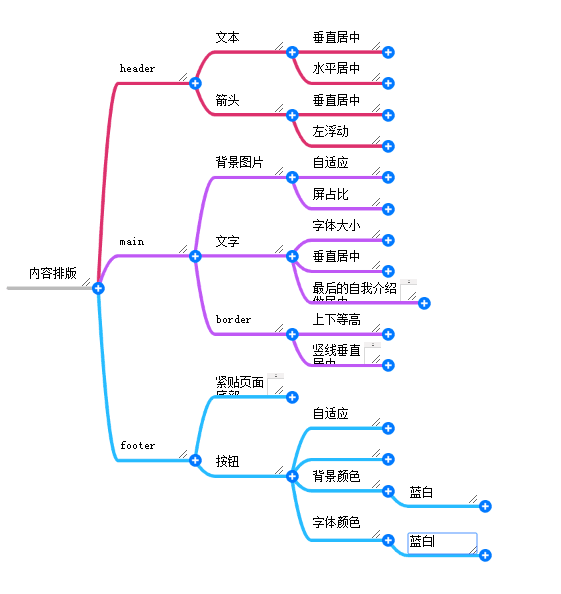 文本
垂直居中
header
水平居中
箭头
垂直居中
左浮动
背景图片
自适应
屏占比
main
文字
字体大小
垂直居中
内容排版
最后的自我介绍
做居中
border
上下等高
竖线垂直
居中
紧贴页面
底部
自适应
footer
按钮
背景颜色
蓝白
字体颜色
蓝白